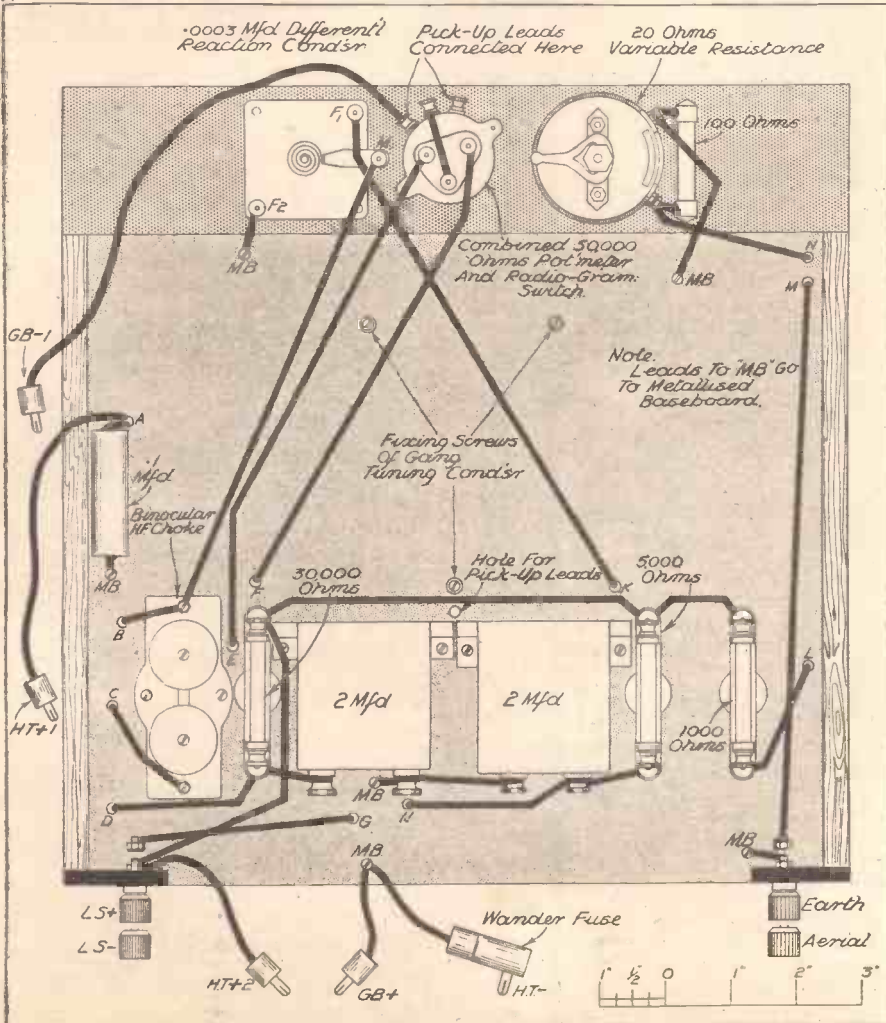 .0003 Mfd Differenti'l
Reaction Cond'sr
Pick-Up Leads
Connected Here
20 Ohms
Variable Resistance
100 Ohms
F1
M
F2
MB
Combined 50,000
Ohms Pot'meter
And Radio-Gram:
Switch.
MB
N
M
GB-1
Note.
Leads To "MB" Go
To Metallised
Baseboard.
A
Fixing Screws
Of Gang
Tuning Cond'sr
.1
Mfd
Binocular
HF Choke
MB
Hole For
Pick-Up Leads
30,000
Ohms
5,000
Ohms
K
B
L
C
2 Mfd
2 Mfd
1000
Ohms
HT+1
D
MB
H
G
MB
MB
LS+
LS-
Earth
Aerial
Wander Fuse
HT+2
GB+
HT-
1" ½" 0 1" 2" 3"